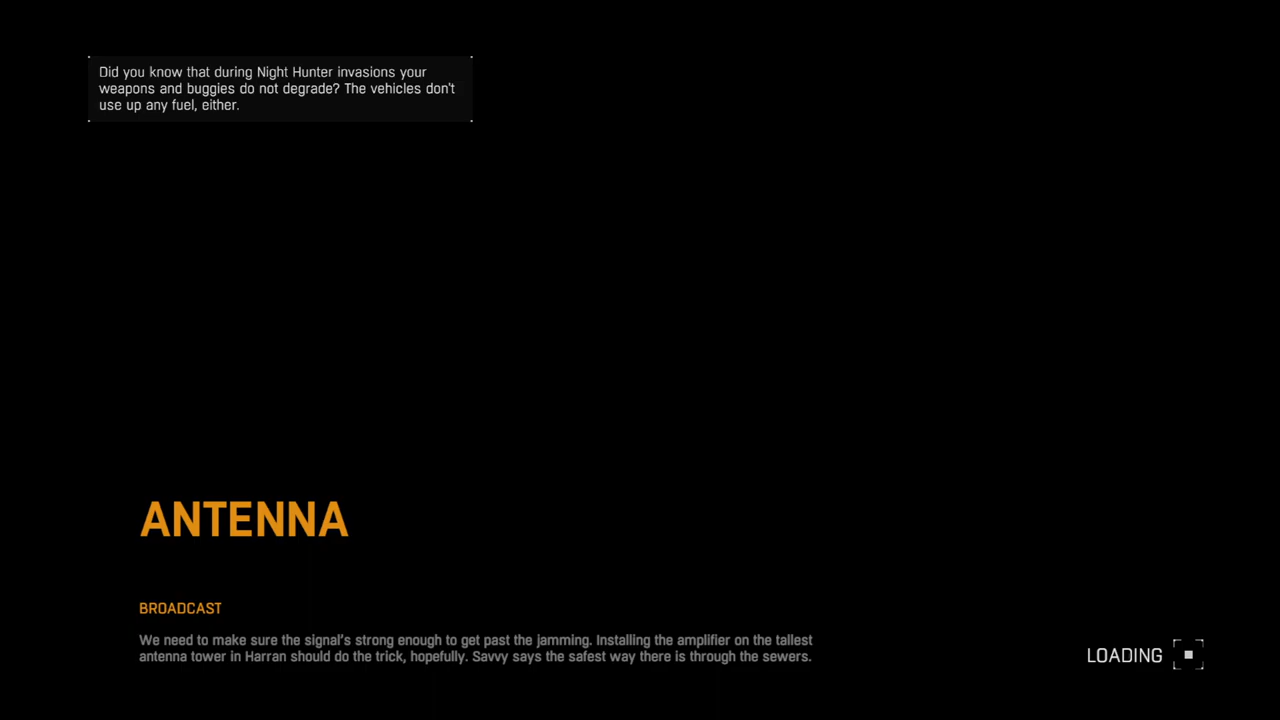 Did you know that during Night Hunter invasions your
weapons and buggies do not degrade? The vehicles don't
use up any fuel, either.
ANTENNA
BROADCAST
We need to make sure the signal's strong enough to get past the jamming. Installing the amplifier on the tallest
antenna tower in Harran should do the trick, hopefully. Savvy says the safest way there is through the sewers.
LOADING